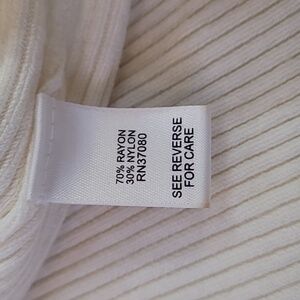 70% RAYON
30% NYLON
RN37080
SEE REVERSE
FOR CARE